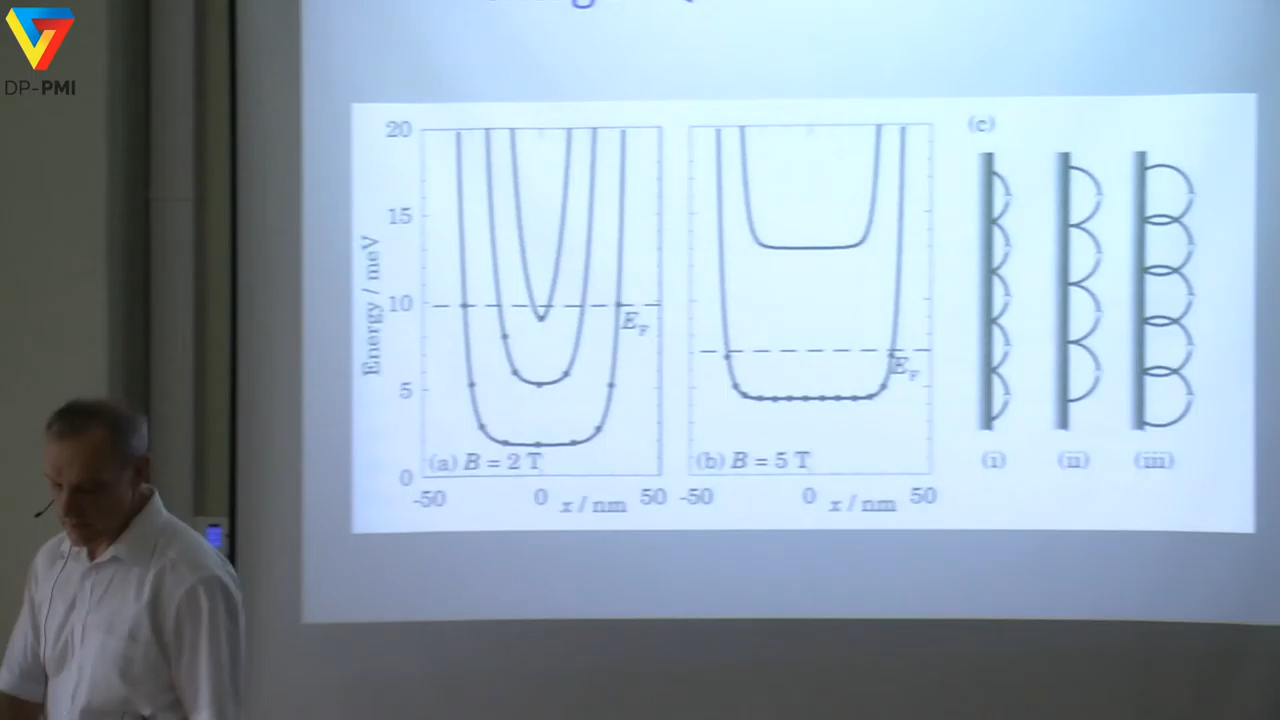 DP-PMI
20
15
10
5
0
Energy / meV
E_F
(a) B = 2 T
-50
0
x / nm
50
E_F
(b) B = 5 T
-50
0
x / nm
50
(c)
(i)
(ii)
(iii)